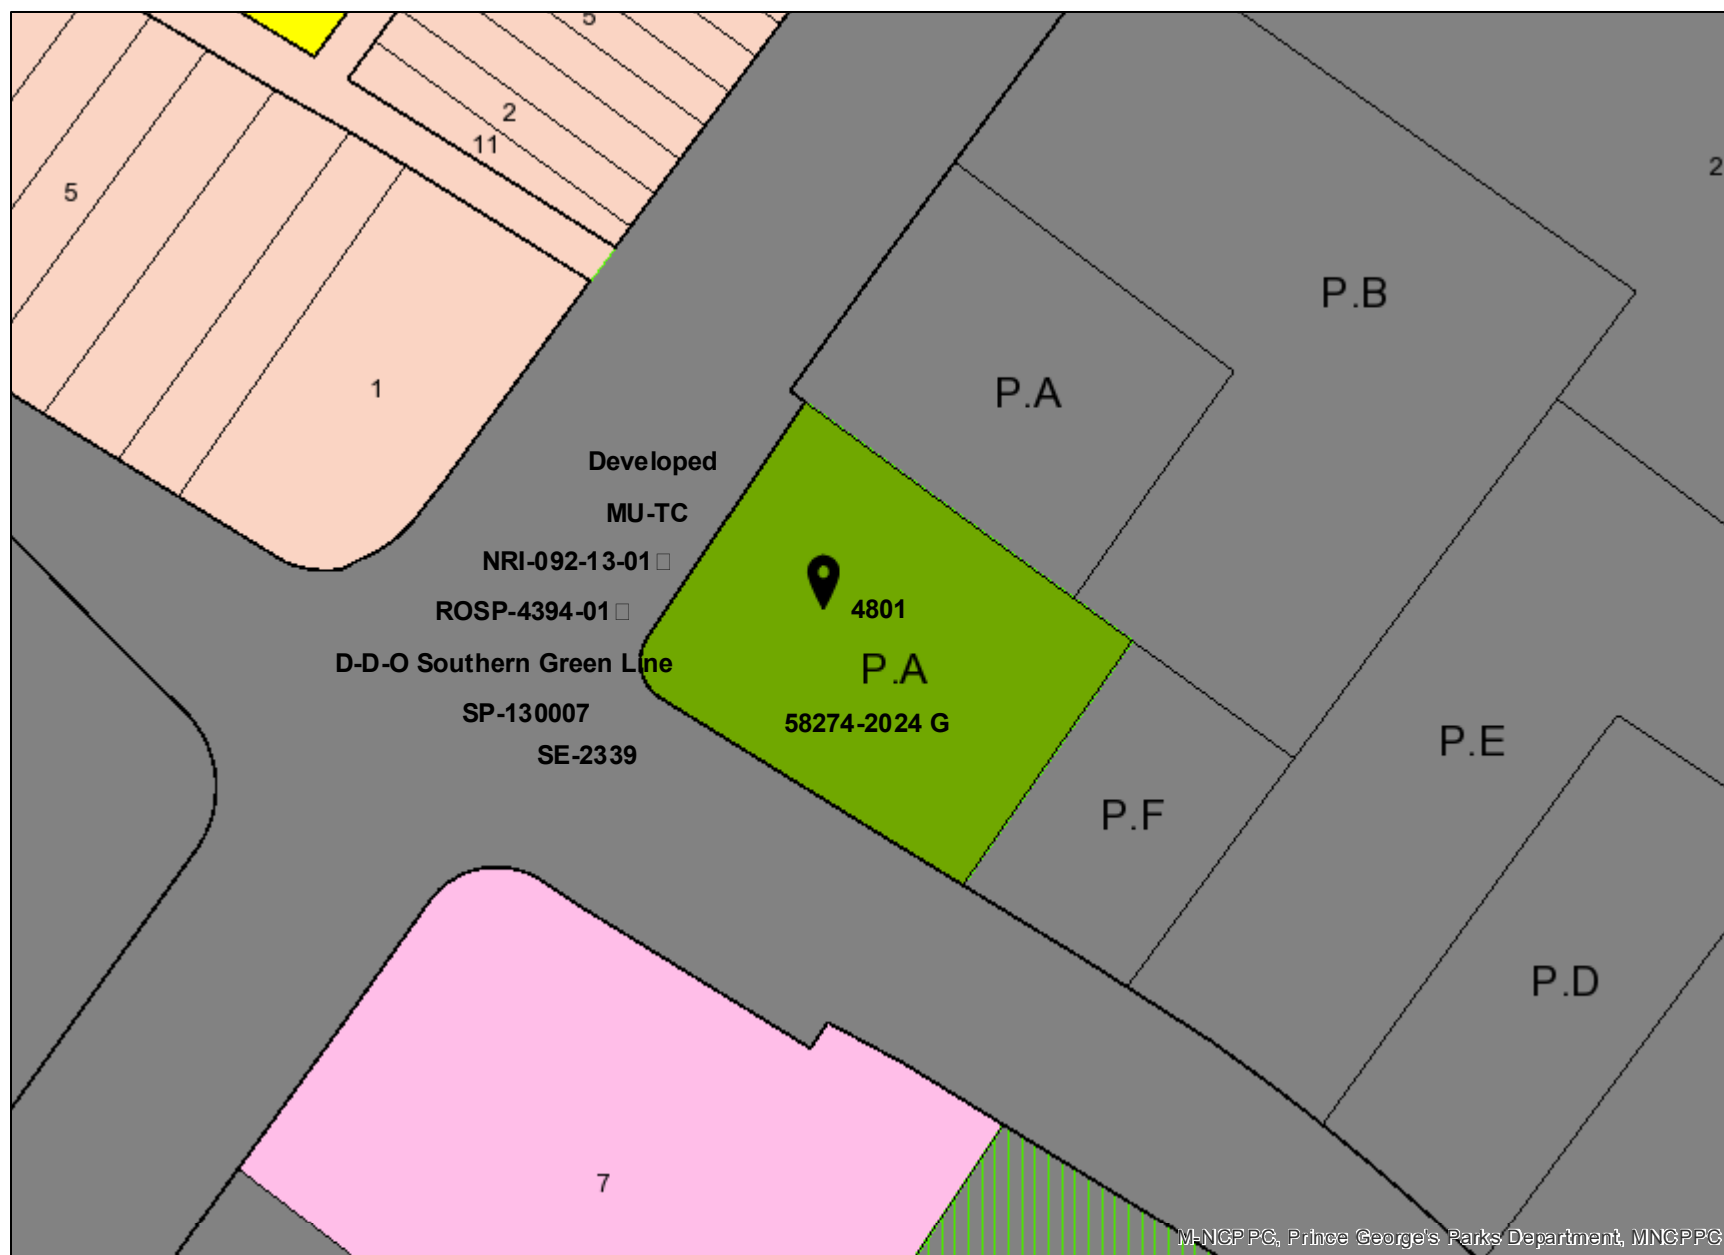 5
2
11
2
5
P.B
1
P.A
Developed
MU-TC
NRI-092-13-01□
ROSP-4394-01□
4801
D-D-O Southern Green Line
P.A
SP-130007
58274-2024 G
SE-2339
P.E
P.F
P.D
7
M-NCPPC, Prince George's Parks Department, MNCPPC